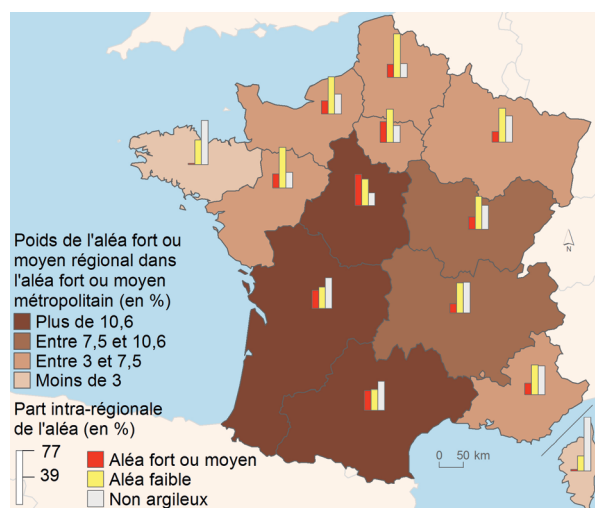 Poids de l'aléa fort ou
moyen régional dans
l'aléa fort ou moyen
métropolitain (en %)
Plus de 10,6
Entre 7,5 et 10,6
Entre 3 et 7,5
Moins de 3
Part intra-régionale
de l'aléa (en %)
77
39
Aléa fort ou moyen
Aléa faible
Non argileux
0 50 km
N